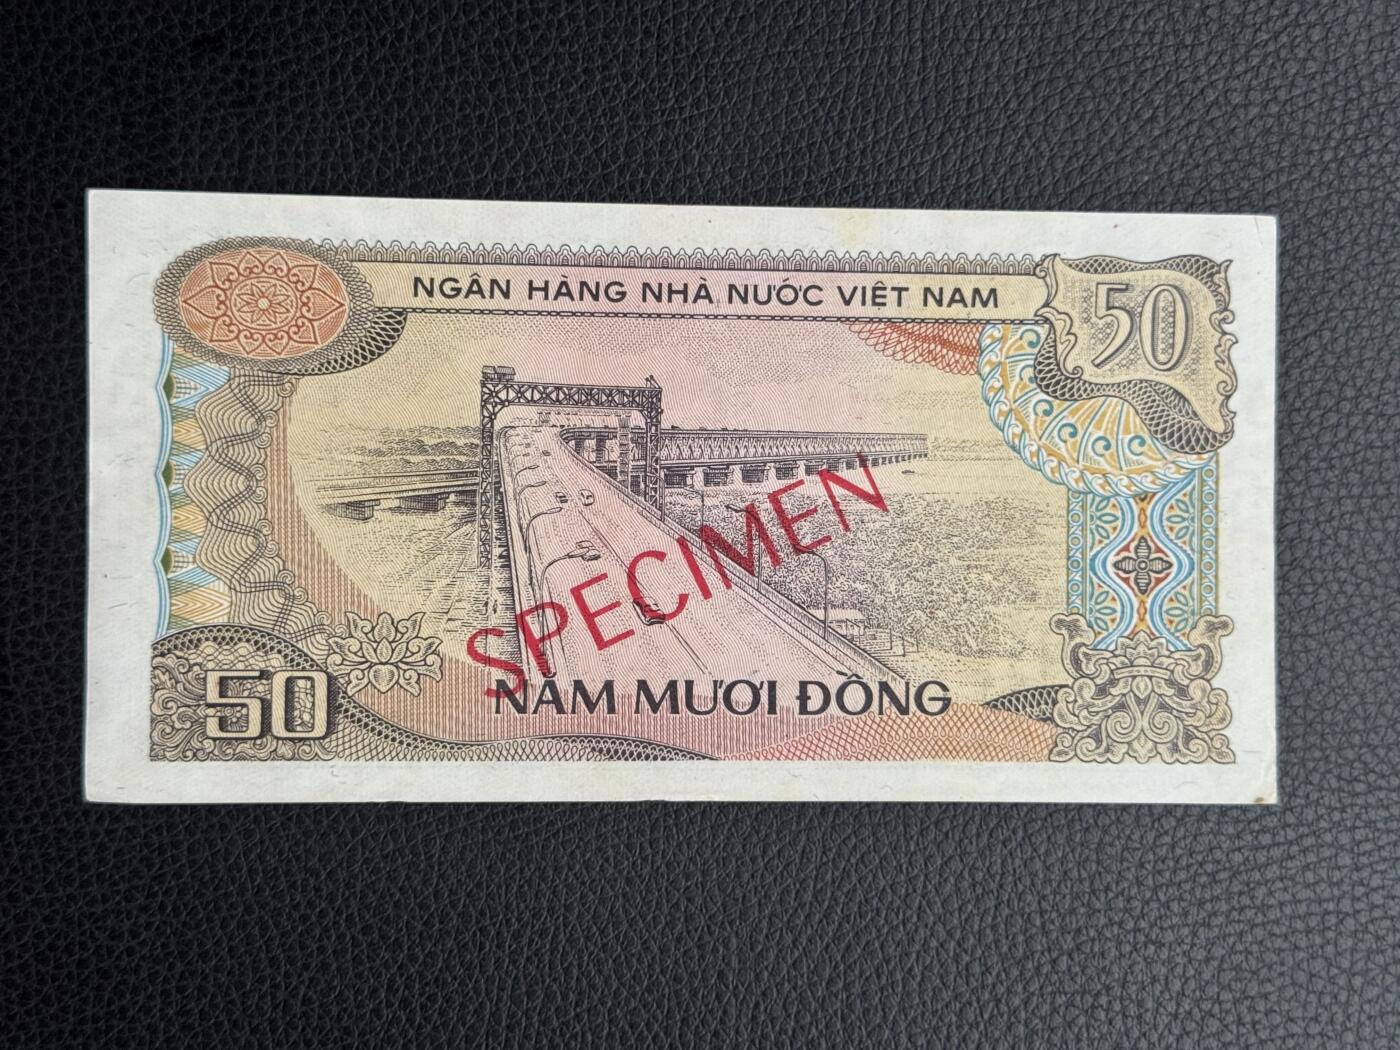 NGÂN HÀNG NHÀ NƯỚC VIỆT NAM
50
SPECIMEN
50
NĂM MƯƠI ĐỒNG